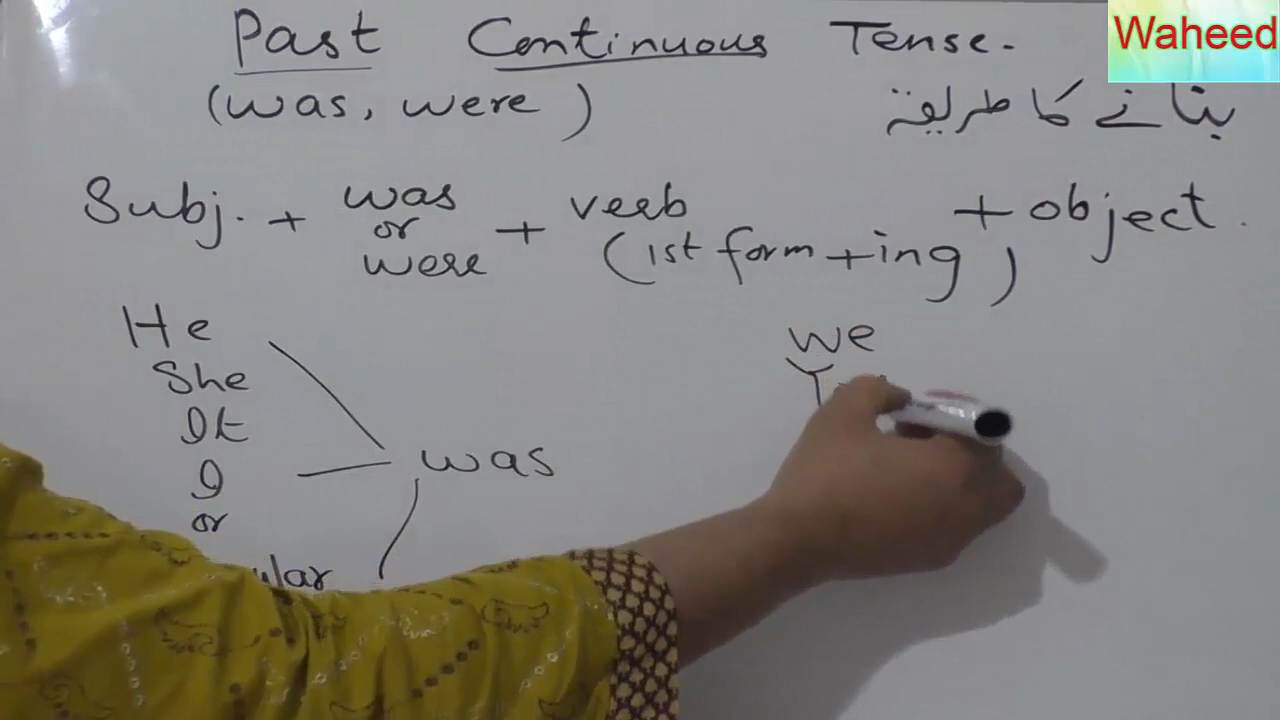 Waheed
Past Continuous Tense.
(was, were)
بنانے کا طریقہ
Subj. + was or were + verb (1st form + ing) + object.
He
She
It
I
or
was
we